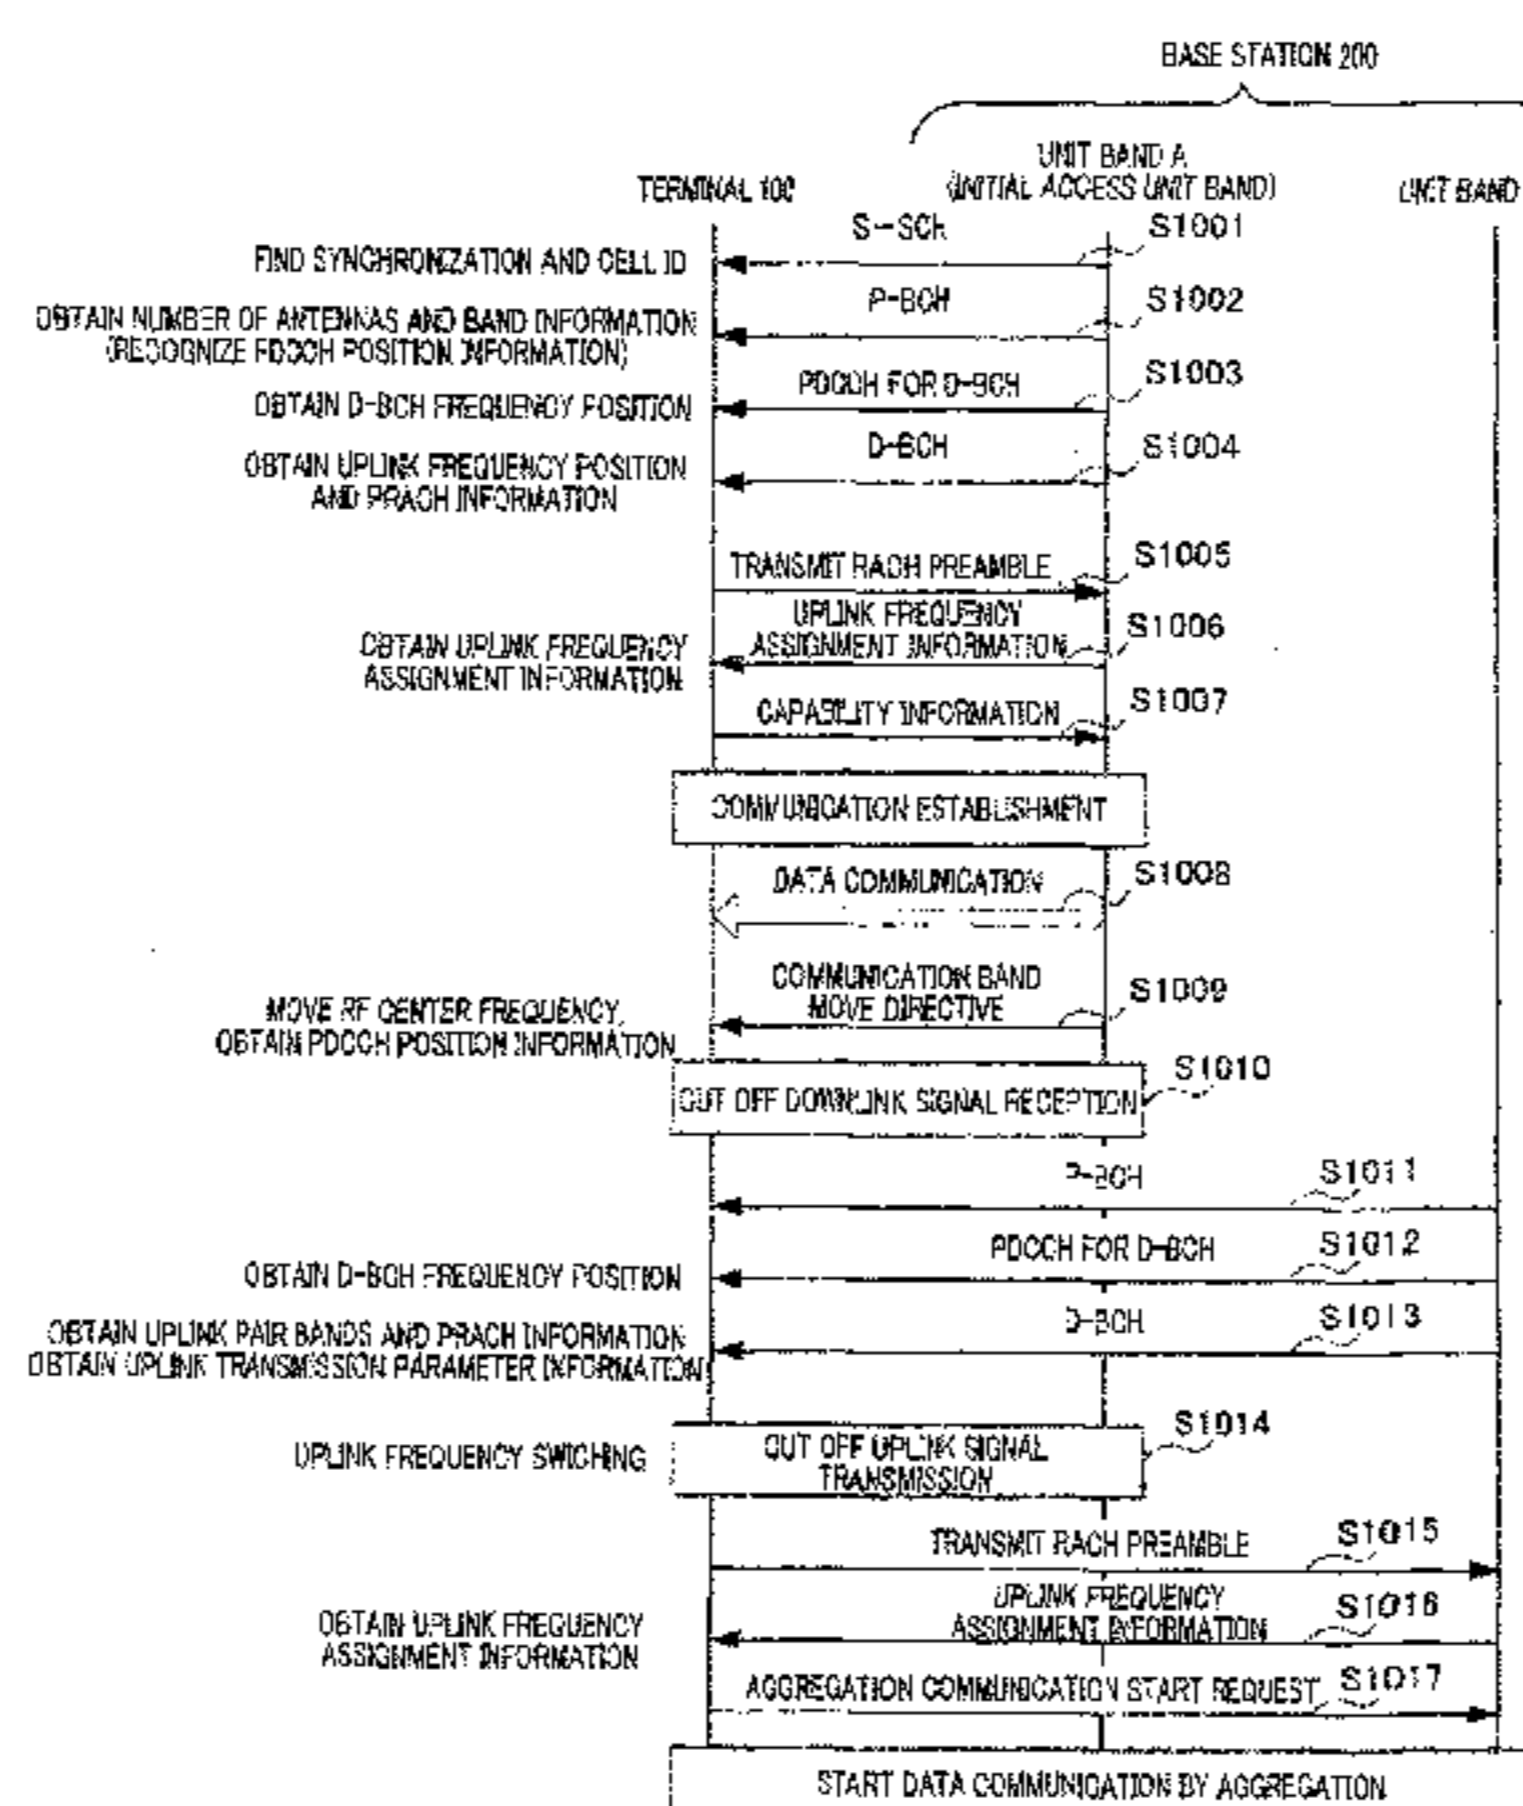 BASE STATION 200
UNIT BAND A
(INITIAL ACCESS UNIT BAND)
TERMINAL 100
UNIT BAND
S-SCH
S1001
FIND SYNCHRONIZATION AND CELL ID
P-BCH
S1002
OBTAIN NUMBER OF ANTENNAS AND BAND INFORMATION
(RECOGNIZE PDCCH POSITION INFORMATION)
PDCCH FOR D-BCH
S1003
OBTAIN D-BCH FREQUENCY POSITION
D-BCH
S1004
OBTAIN UPLINK FREQUENCY POSITION
AND PRACH INFORMATION
TRANSMIT RACH PREAMBLE
S1005
UPLINK FREQUENCY
ASSIGNMENT INFORMATION
S1006
OBTAIN UPLINK FREQUENCY
ASSIGNMENT INFORMATION
CAPABILITY INFORMATION
S1007
COMMUNICATION ESTABLISHMENT
DATA COMMUNICATION
S1008
COMMUNICATION BAND
MOVE DIRECTIVE
S1009
MOVE RF CENTER FREQUENCY,
OBTAIN PDCCH POSITION INFORMATION
CUT OFF DOWNLINK SIGNAL RECEPTION
S1010
P-BCH
S1011
PDCCH FOR D-BCH
S1012
OBTAIN D-BCH FREQUENCY POSITION
D-BCH
S1013
OBTAIN UPLINK PAIR BANDS AND PRACH INFORMATION
OBTAIN UPLINK TRANSMISSION PARAMETER INFORMATION
UPLINK FREQUENCY SWICHING
CUT OFF UPLINK SIGNAL
TRANSMISSION
S1014
TRANSMIT RACH PREAMBLE
S1015
UPLINK FREQUENCY
ASSIGNMENT INFORMATION
S1016
OBTAIN UPLINK FREQUENCY
ASSIGNMENT INFORMATION
AGGREGATION COMMUNICATION START REQUEST
S1017
START DATA COMMUNICATION BY AGGREGATION